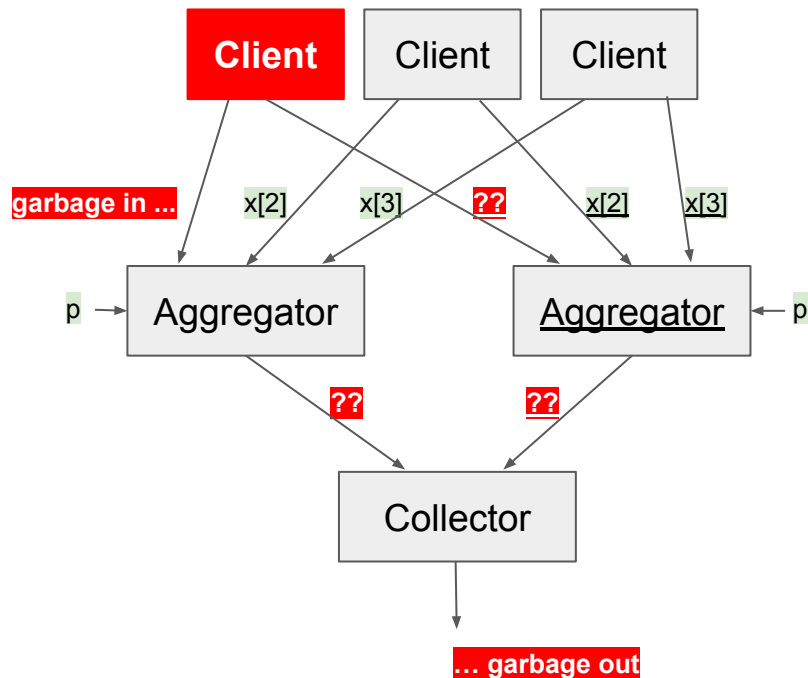 Client
Client
Client
garbage in ...
x[2]
x[3]
??
x[2]
x[3]
p
Aggregator
Aggregator
p
??
??
Collector
... garbage out